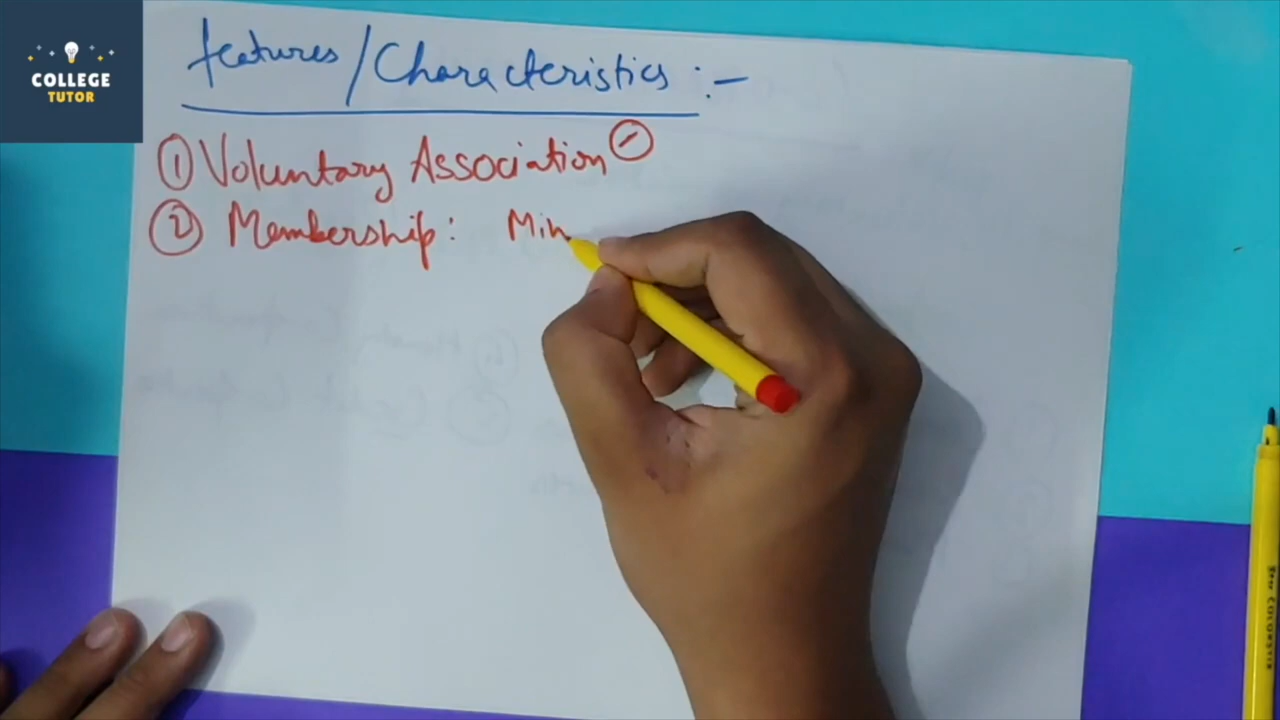 COLLEGE
TUTOR
features/Characteristics :-
① Voluntary Association
② Membership: Min